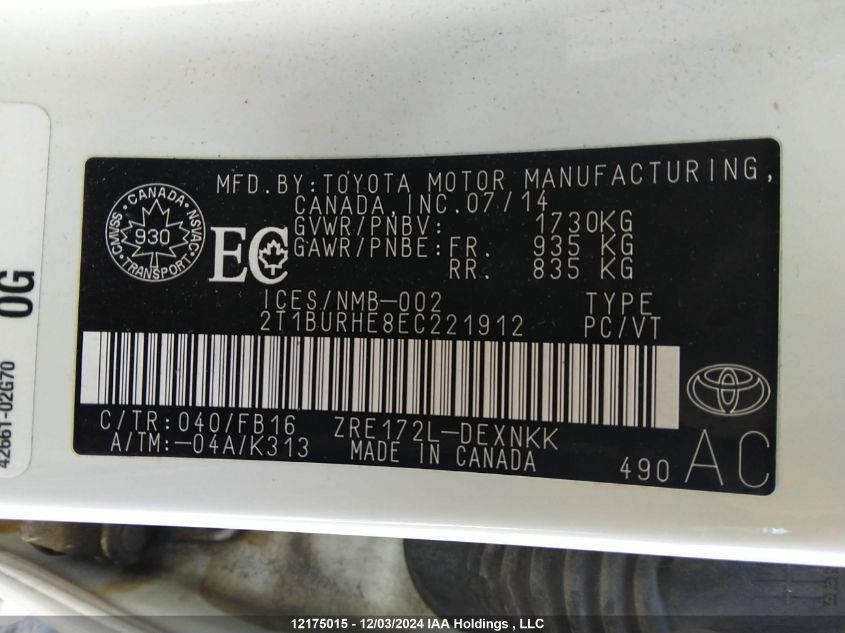 MFD.BY:TOYOTA MOTOR MANUFACTURING,
CANADA, INC.07/14
GVWR/PNBV: 1730KG
GAWR/PNBE:FR. 935 KG
RR. 835 KG
CANADA
CMVSS 930 NSVAC
TRANSPORT
EC
ICES/NMB-002 TYPE
2T1BURHE8EC221912 PC/VT
C/TR:040/FB16 ZRE172L-DEXNKK
A/TM:-04A/K313 MADE IN CANADA
490 AC
0G
42661-02G70
12175015 - 12/03/2024 IAA Holdings , LLC